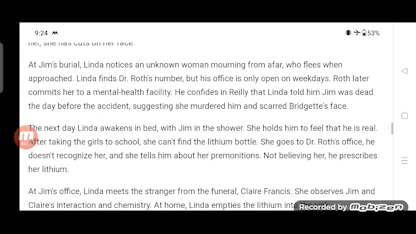 9:24 M
53%
her, she has cuts on her face.
At Jim's burial, Linda notices an unknown woman mourning from afar, who flees when
approached. Linda finds Dr. Roth's number, but his office is only open on weekdays. Roth later
commits her to a mental-health facility. He confides in Reilly that Linda told him Jim was dead
the day before the accident, suggesting she murdered him and scarred Bridgette's face.
The next day Linda awakens in bed, with Jim in the shower. She holds him to feel that he is real.
After taking the girls to school, she can't find the lithium bottle. She goes to Dr. Roth's office, he
doesn't recognize her, and she tells him about her premonitions. Not believing her, he prescribes
her lithium.
At Jim's office, Linda meets the stranger from the funeral, Claire Francis. She observes Jim and
Claire's interaction and chemistry. At home, Linda empties the lithium
Recorded by Mobizen